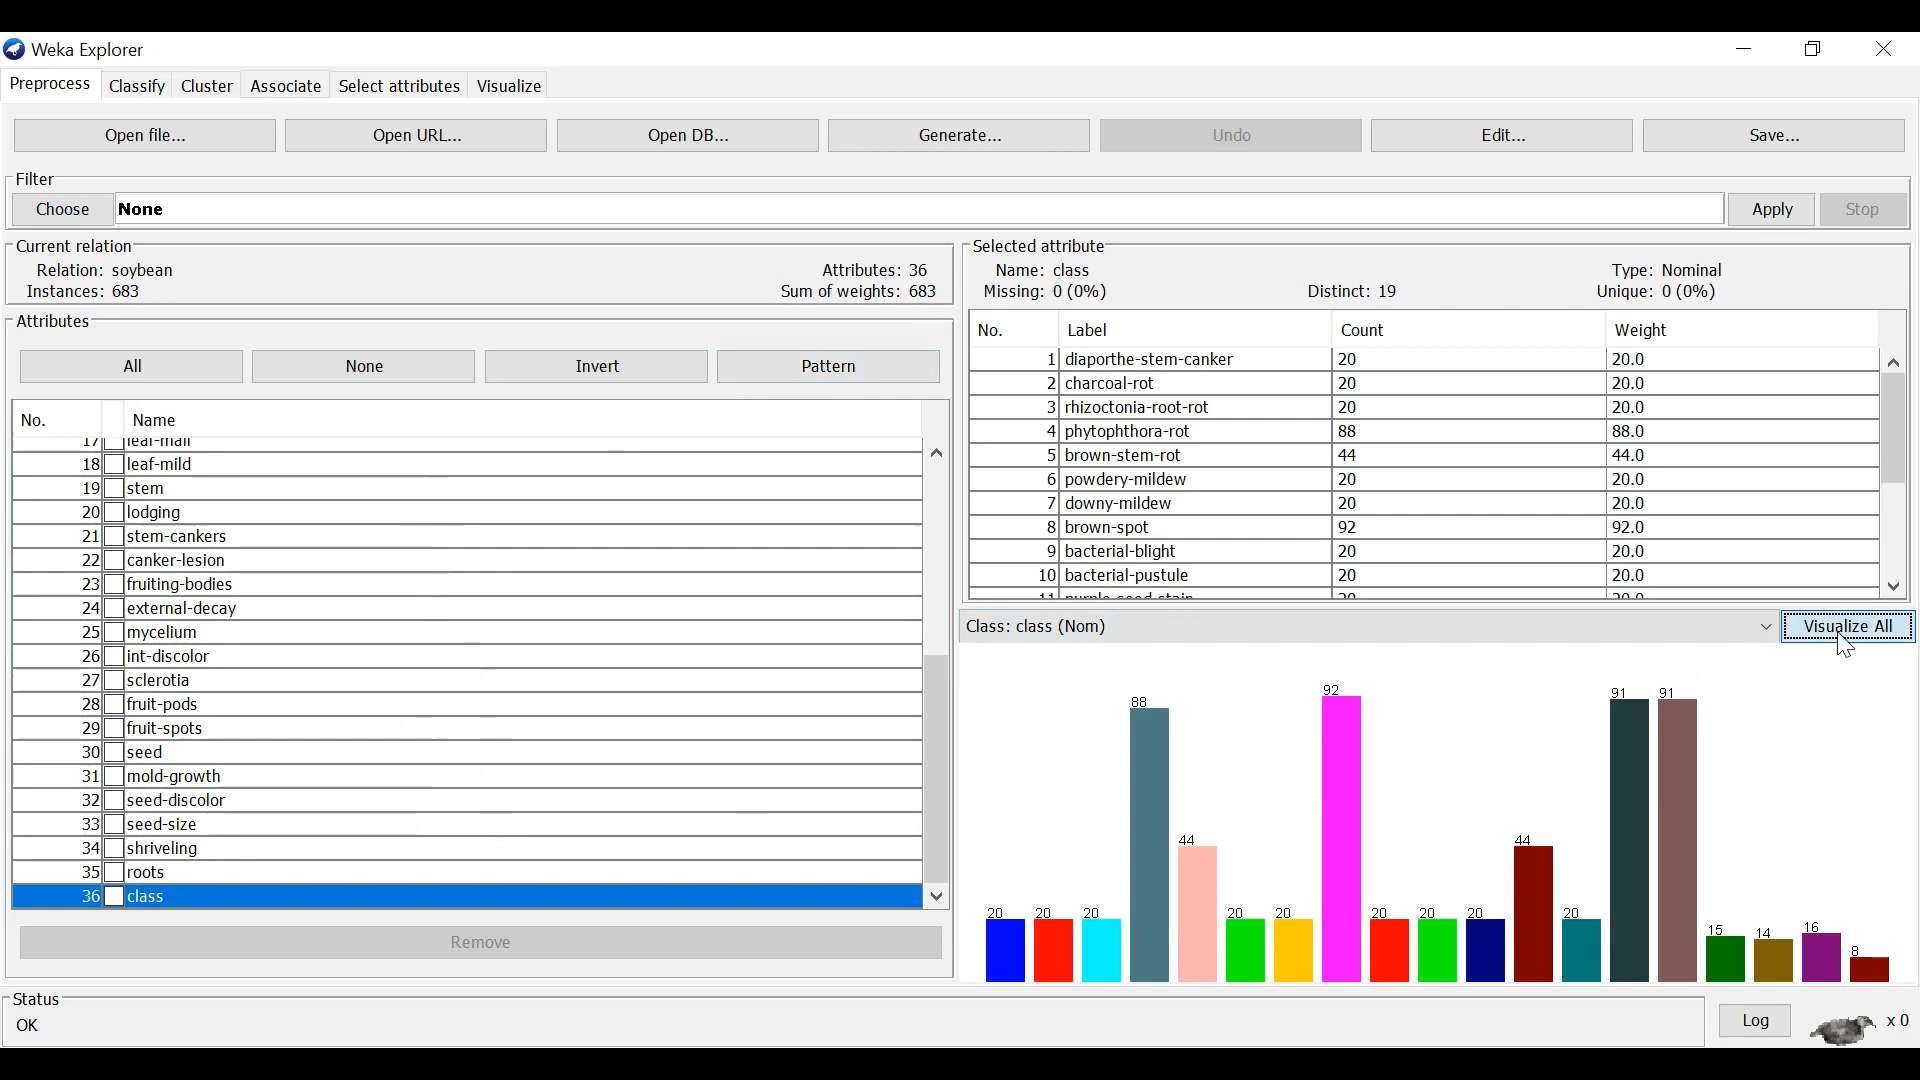 Weka Explorer
Preprocess Classify Cluster Associate Select attributes Visualize
Open file... Open URL... Open DB... Generate... Undo Edit... Save...
Filter
Choose None Apply Stop
Current relation
Relation: soybean Attributes: 36
Instances: 683 Sum of weights: 683
Attributes
All None Invert Pattern
No. Name
18 leaf-mild
19 stem
20 lodging
21 stem-cankers
22 canker-lesion
23 fruiting-bodies
24 external-decay
25 mycelium
26 int-discolor
27 sclerotia
28 fruit-pods
29 fruit-spots
30 seed
31 mold-growth
32 seed-discolor
33 seed-size
34 shriveling
35 roots
36 class
Remove
Selected attribute
Name: class Type: Nominal
Missing: 0 (0%) Distinct: 19 Unique: 0 (0%)
No. Label Count Weight
1 diaporthe-stem-canker 20 20.0
2 charcoal-rot 20 20.0
3 rhizoctonia-root-rot 20 20.0
4 phytophthora-rot 88 88.0
5 brown-stem-rot 44 44.0
6 powdery-mildew 20 20.0
7 downy-mildew 20 20.0
8 brown-spot 92 92.0
9 bacterial-blight 20 20.0
10 bacterial-pustule 20 20.0
Class: class (Nom) Visualize All
20 20 20 88 44 20 20 92 20 20 20 44 20 91 91 15 14 16 8
Status
OK
Log x 0